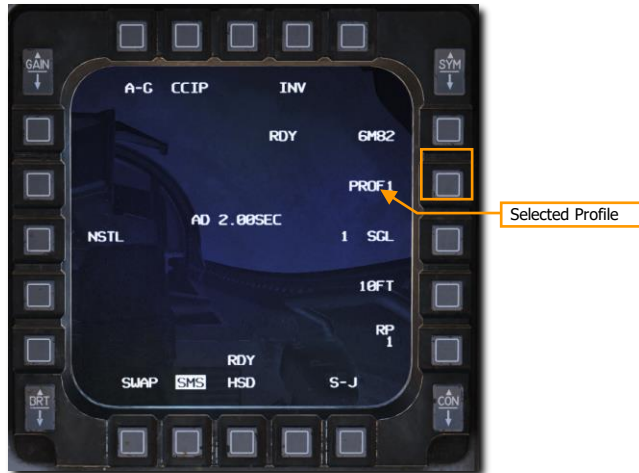 GAIN
SYM
A-G CCIP INV
RDY 6M82
PROF1
Selected Profile
AD 2.00SEC
NSTL 1 SGL
10FT
RP
1
RDY
SWAP SMS HSD S-J
BRT
CON